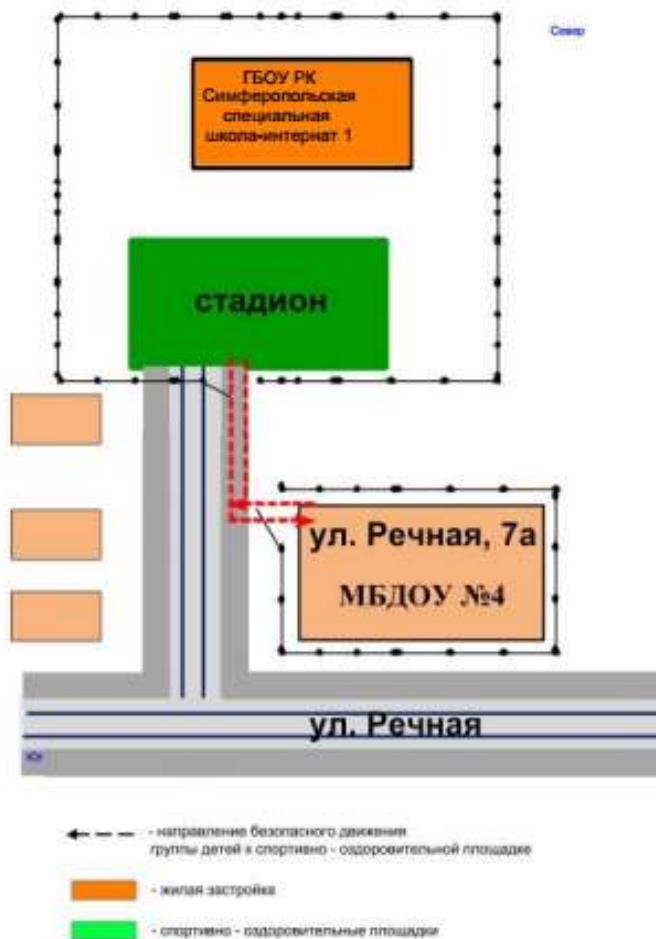 Север
ГБОУ РК
Симферопольская
специальная
школа-интернат 1
стадион
ул. Речная, 7а
МБДОУ №4
ул. Речная
Юг
- направление безопасного движения
группы детей к спортивно - оздоровительной площадке
- жилая застройка
- спортивно - оздоровительные площадки